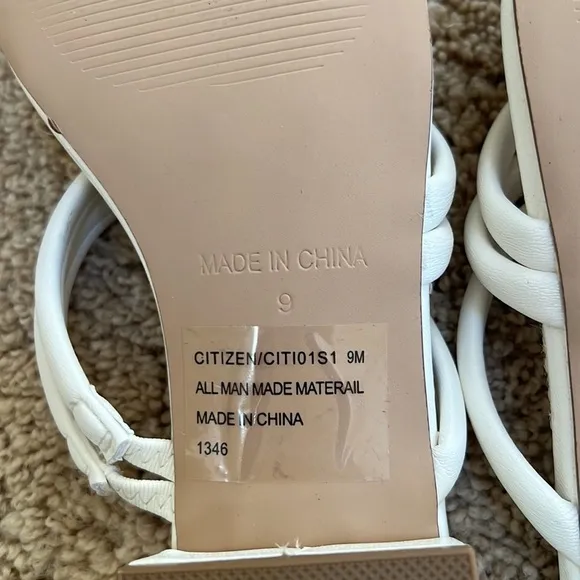 MADE IN CHINA
9
CITIZEN/CITI01S1 9M
ALL MAN MADE MATERAIL
MADE IN CHINA
1346